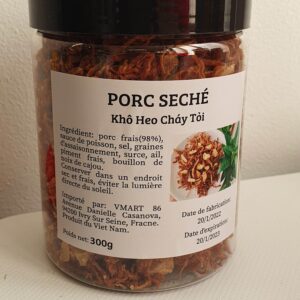 PORC SECHÉ
Khô Heo Cháy Tỏi
Ingrédient: porc frais(98%),
sauce de poisson, sel, graines
d'assaisonnement, surce, ail,
piment frais, bouillon de
noix de cajou.
Conserver dans un endroit
sec et frais, éviter la lumière
directe du soleil.
Importé par: VMART 86
Avenue Danielle Casanova,
94200 Ivry Sur Seine, Fracne.
Produit du Viet Nam.
Poids net: 300g
Date de fabrication:
20/1/2022
Date d'expiration:
20/1/2023